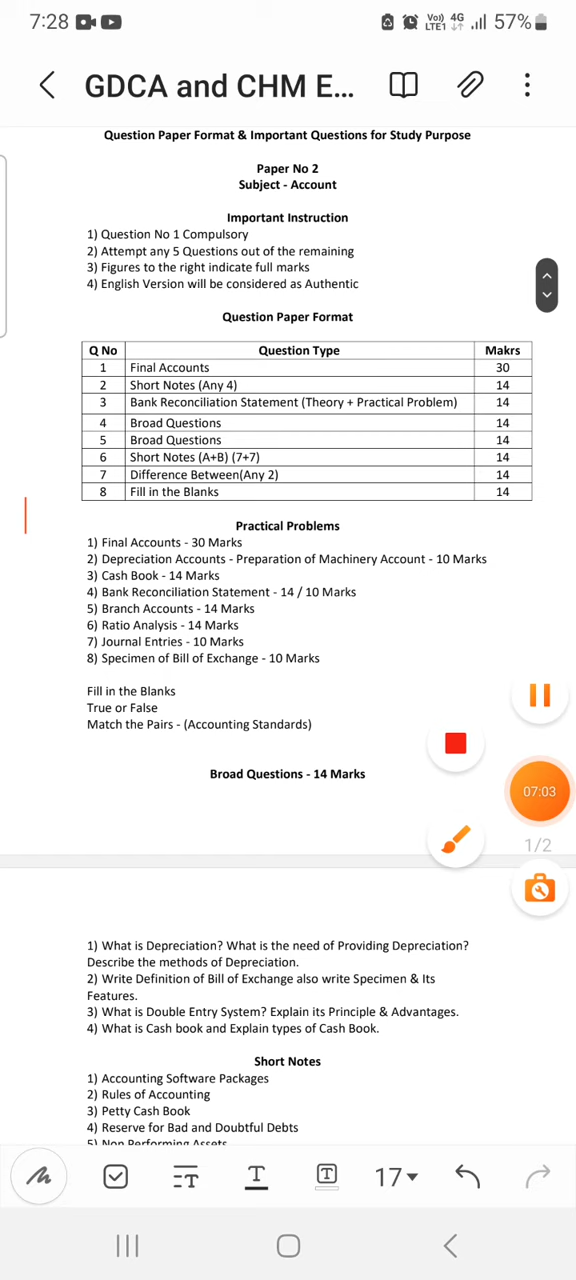 7:28
Vo)) 4G
LTE1
57%
GDCA and CHM E...
Question Paper Format & Important Questions for Study Purpose
Paper No 2
Subject - Account
Important Instruction
1) Question No 1 Compulsory
2) Attempt any 5 Questions out of the remaining
3) Figures to the right indicate full marks
4) English Version will be considered as Authentic
Question Paper Format
Q No Question Type Makrs
1 Final Accounts 30
2 Short Notes (Any 4) 14
3 Bank Reconciliation Statement (Theory + Practical Problem) 14
4 Broad Questions 14
5 Broad Questions 14
6 Short Notes (A+B) (7+7) 14
7 Difference Between(Any 2) 14
8 Fill in the Blanks 14
Practical Problems
1) Final Accounts - 30 Marks
2) Depreciation Accounts - Preparation of Machinery Account - 10 Marks
3) Cash Book - 14 Marks
4) Bank Reconciliation Statement - 14 / 10 Marks
5) Branch Accounts - 14 Marks
6) Ratio Analysis - 14 Marks
7) Journal Entries - 10 Marks
8) Specimen of Bill of Exchange - 10 Marks
Fill in the Blanks
True or False
Match the Pairs - (Accounting Standards)
Broad Questions - 14 Marks
07:03
1/2
1) What is Depreciation? What is the need of Providing Depreciation?
Describe the methods of Depreciation.
2) Write Definition of Bill of Exchange also write Specimen & Its
Features.
3) What is Double Entry System? Explain its Principle & Advantages.
4) What is Cash book and Explain types of Cash Book.
Short Notes
1) Accounting Software Packages
2) Rules of Accounting
3) Petty Cash Book
4) Reserve for Bad and Doubtful Debts
5) Non Performing Assets
T T T 17